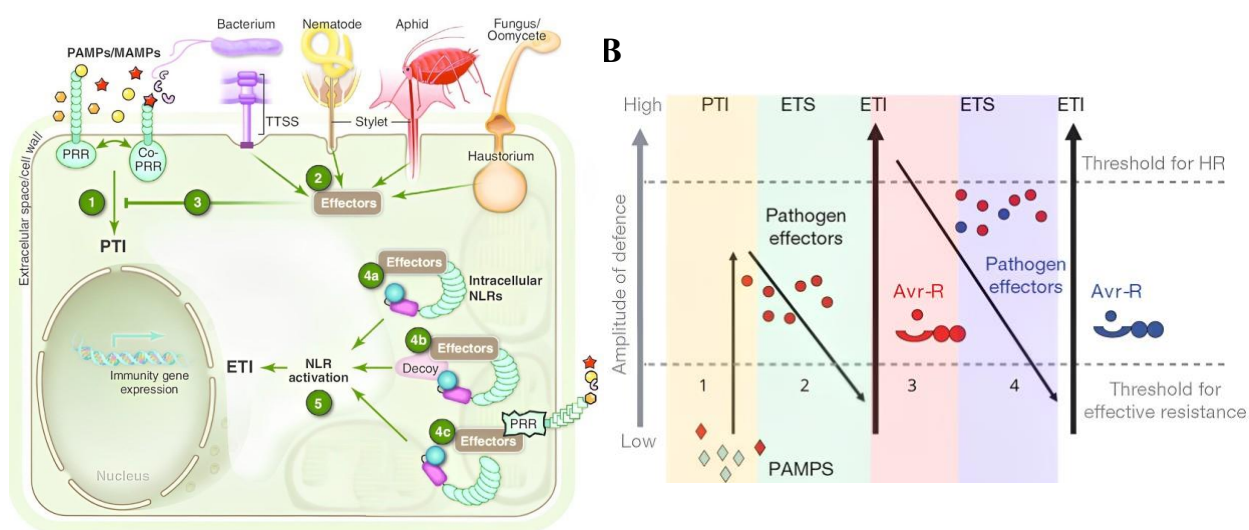 Bacterium
Nematode
Aphid
Fungus/
Oomycete
PAMPs/MAMPs
TTSS
Stylet
Haustorium
Extracelular space/cell wall
PRR
Co-
PRR
1
2
3
Effectors
PTI
4a
Effectors
Intracellular
NLRs
4b
Effectors
Decoy
ETI
NLR
activation
5
4c
Effectors
PRR
Immunity gene
expression
Nucleus
B
High
PTI
ETS
ETI
ETS
ETI
Threshold for HR
Amplitude of defence
Pathogen
effectors
Pathogen
effectors
Avr-R
Avr-R
1
2
3
4
Threshold for
effective resistance
Low
PAMPS